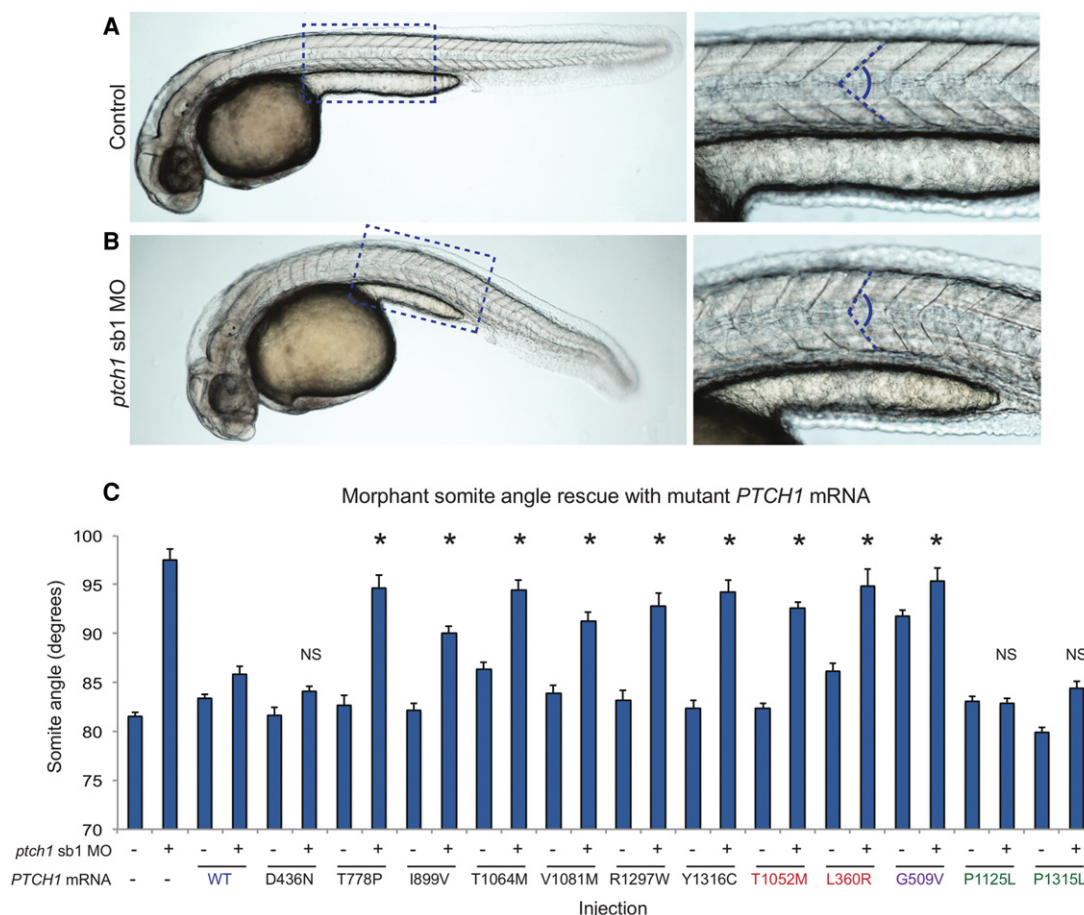 A
Control
B
ptch1 sb1 MO
C
Morphant somite angle rescue with mutant PTCH1 mRNA
Somite angle (degrees)
100
95
90
85
80
75
70
NS
*
*
*
*
*
*
*
*
*
NS
NS
ptch1 sb1 MO - + - + - + - + - + - + - + - + - + - + - + - + - + - +
PTCH1 mRNA - - WT D436N T778P I899V T1064M V1081M R1297W Y1316C T1052M L360R G509V P1125L P1315L
Injection